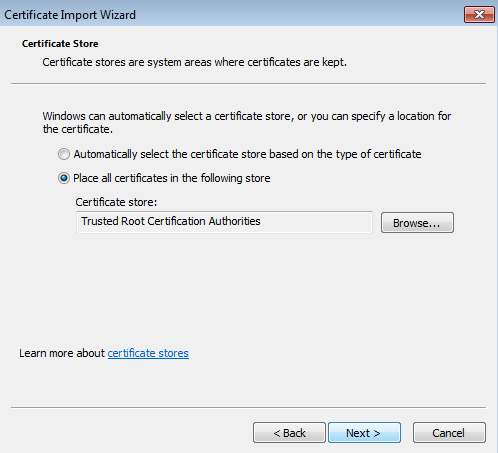 Certificate Import Wizard
Certificate Store
Certificate stores are system areas where certificates are kept.
Windows can automatically select a certificate store, or you can specify a location for
the certificate.
Automatically select the certificate store based on the type of certificate
Place all certificates in the following store
Certificate store:
Trusted Root Certification Authorities
Browse...
Learn more about certificate stores
< Back
Next >
Cancel